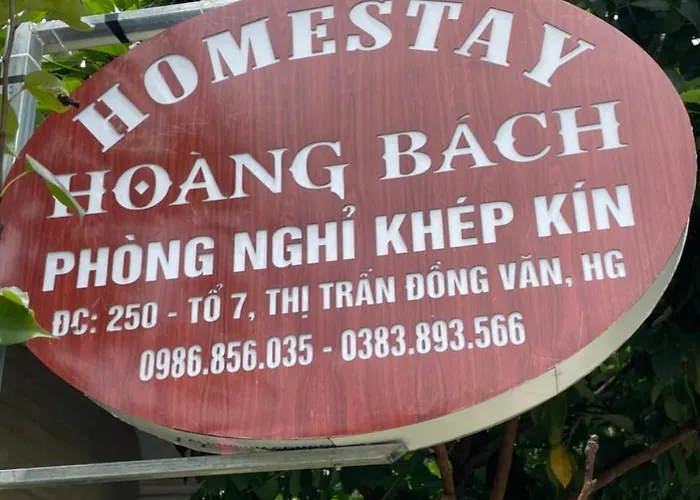 HOMESTAY
HOÀNG BÁCH
PHÒNG NGHỈ KHÉP KÍN
ĐC: 250 - TỔ 7, THỊ TRẤN ĐỒNG VĂN, HG
0986.856.035 - 0383.893.566